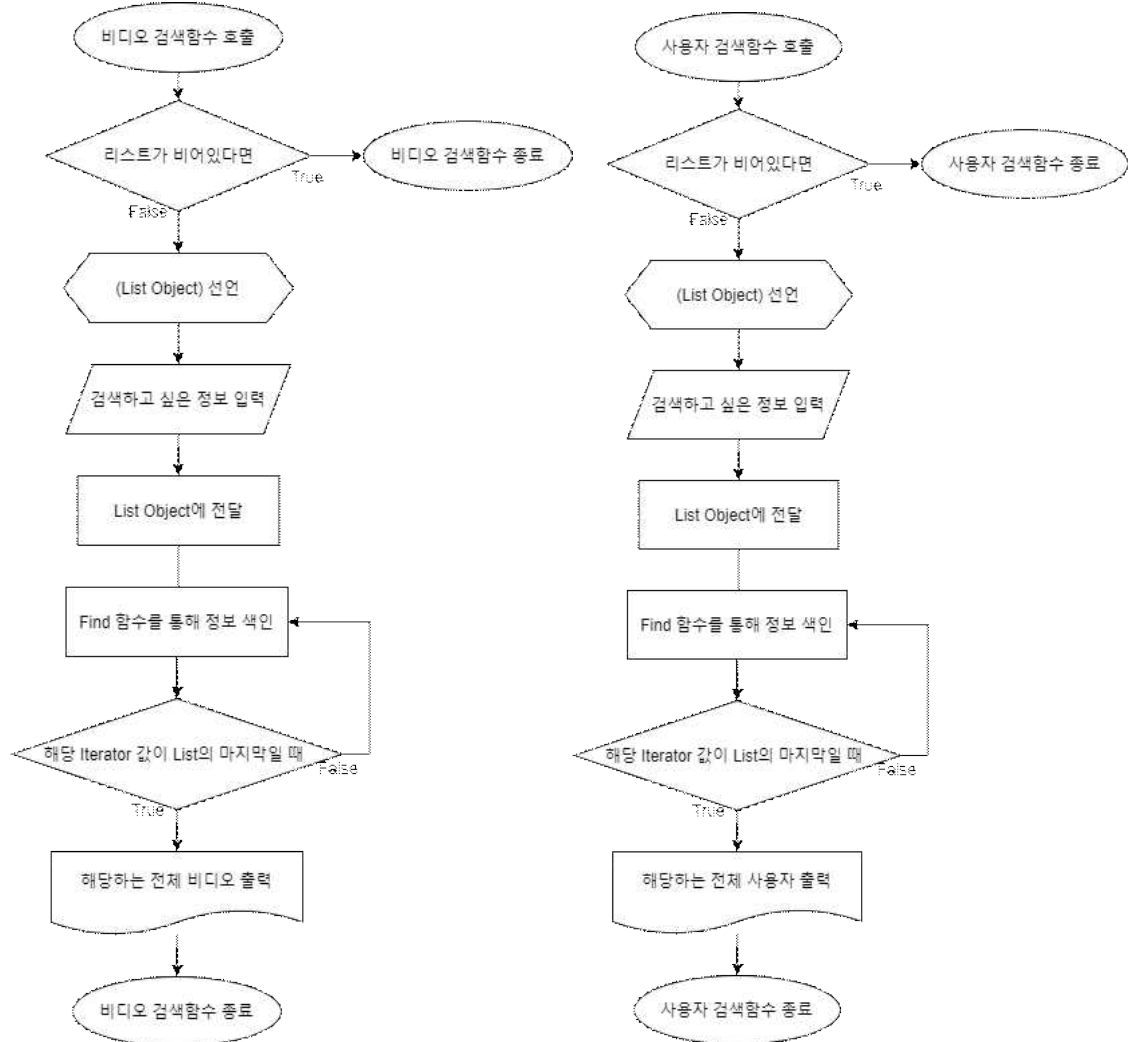 비디오 검색함수 호출
리스트가 비어있다면
True
비디오 검색함수 종료
False
(List Object) 선언
검색하고 싶은 정보 입력
List Object에 전달
Find 함수를 통해 정보 색인
해당 Iterator 값이 List의 마지막일 때
False
True
해당하는 전체 비디오 출력
비디오 검색함수 종료
사용자 검색함수 호출
리스트가 비어있다면
True
사용자 검색함수 종료
False
(List Object) 선언
검색하고 싶은 정보 입력
List Object에 전달
Find 함수를 통해 정보 색인
해당 Iterator 값이 List의 마지막일 때
False
True
해당하는 전체 사용자 출력
사용자 검색함수 종료